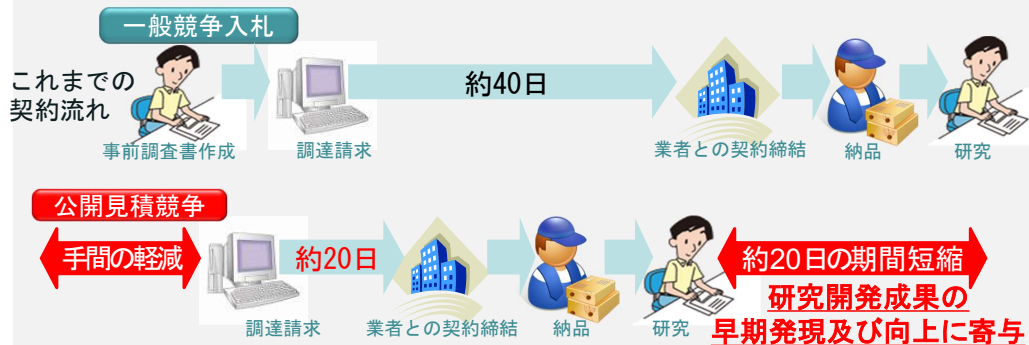 一般競争入札
これまでの
契約流れ
約40日
事前調査書作成
調達請求
業者との契約締結
納品
研究
公開見積競争
手間の軽減
約20日
約20日の期間短縮
調達請求
業者との契約締結
納品
研究
研究開発成果の
早期発現及び向上に寄与